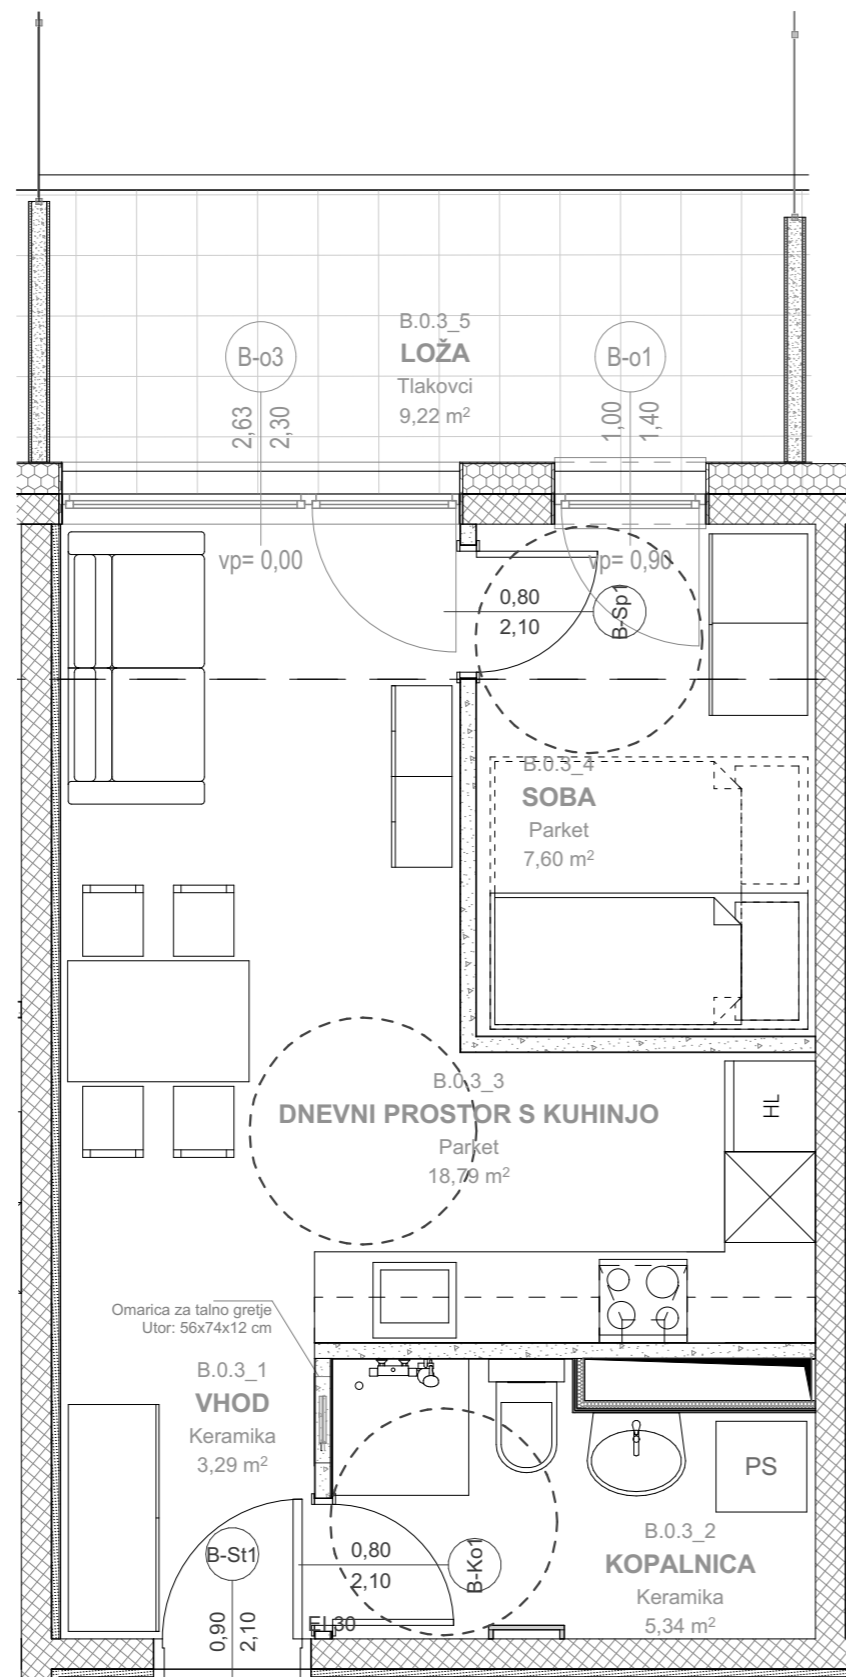 B.0.3_5
LOŽA
Tlakovci
9,22 m²
B-o3
2,63
2,30
B-o1
1,00
1,40
vp= 0,00
vp= 0,90
0,80
2,10
B-Sp1
B.0.3_4
SOBA
Parket
7,60 m²
B.0.3_3
DNEVNI PROSTOR S KUHINJO
Parket
18,79 m²
HL
Omarica za talno gretje
Utor: 56x74x12 cm
B.0.3_1
VHOD
Keramika
3,29 m²
PS
B-St1
0,90
2,10
0,80
2,10
B-Ko1
EI 30
B.0.3_2
KOPALNICA
Keramika
5,34 m²